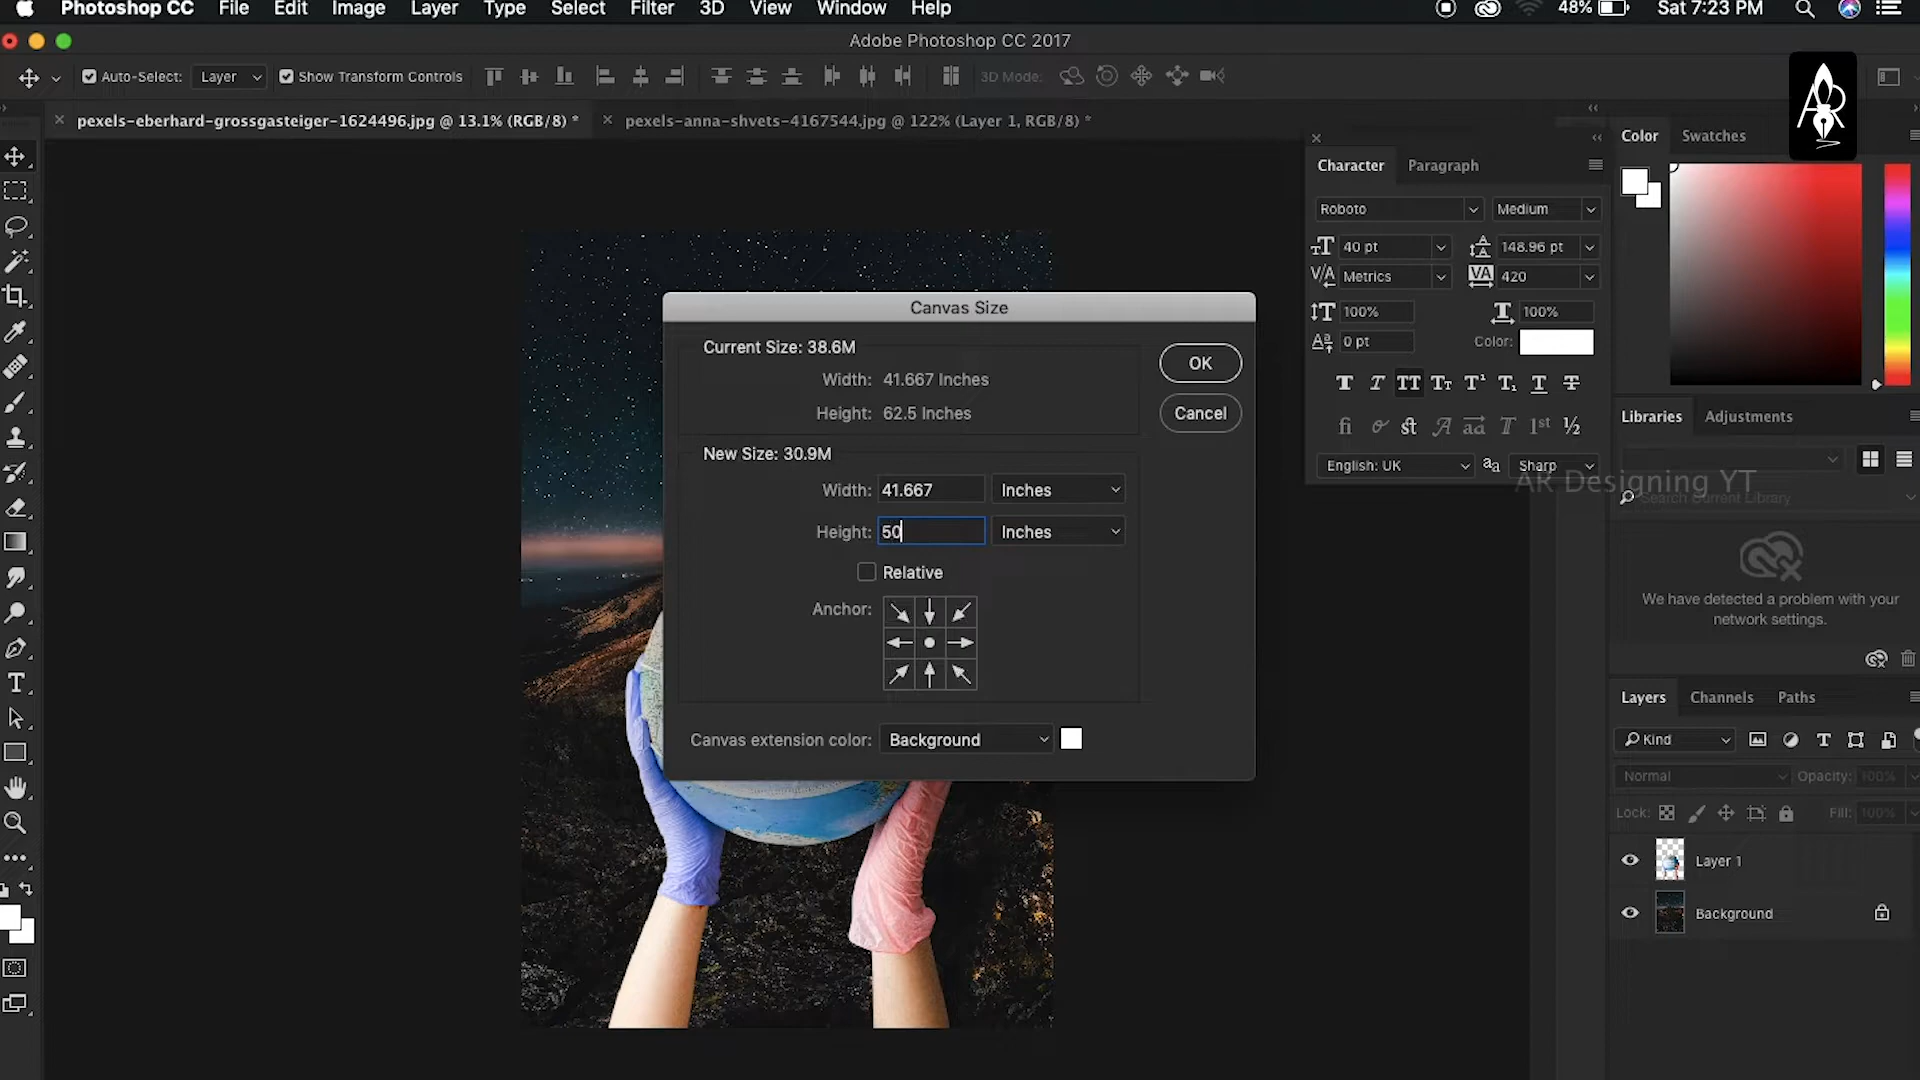 Photoshop CC File Edit Image Layer Type Select Filter 3D View Window Help 48% Sat 7:23 PM
Adobe Photoshop CC 2017
Auto-Select: Layer Show Transform Controls 3D Mode:
pexels-eberhard-grossgasteiger-1624496.jpg @ 13.1% (RGB/8) * pexels-anna-shvets-4167544.jpg @ 122% (Layer 1, RGB/8) *
AR
Color Swatches
Character Paragraph
Roboto Medium
40 pt 148.96 pt
Metrics 420
100% 100%
0 pt Color:
Libraries Adjustments
English: UK Sharp
AR Designing YT
Search Current Library
We have detected a problem with your
network settings.
Canvas Size
Current Size: 38.6M
Width: 41.667 Inches
Height: 62.5 Inches
OK
Cancel
New Size: 30.9M
Width: 41.667 Inches
Height: 50 Inches
Relative
Anchor:
Canvas extension color: Background
Layers Channels Paths
Kind
Normal Opacity: 100%
Lock: Fill: 100%
Layer 1
Background